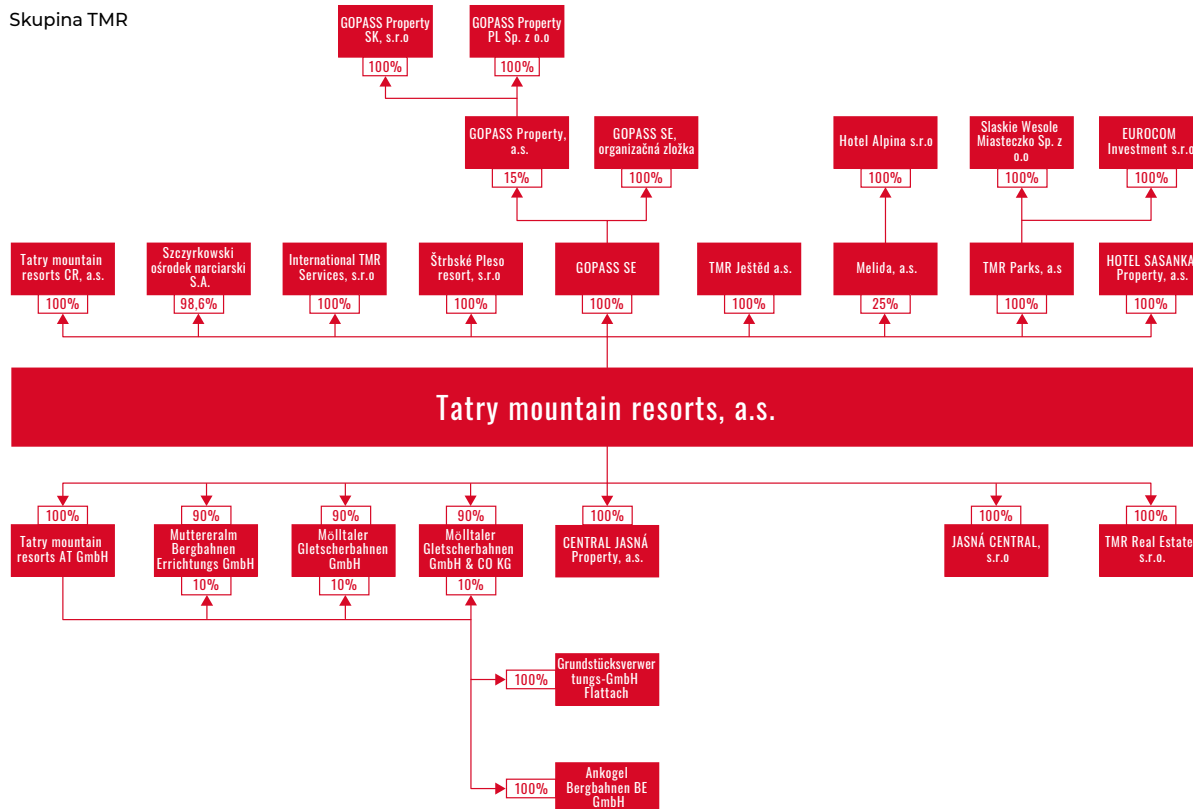 Skupina TMR
GOPASS Property
SK, s.r.o
100%
GOPASS Property
PL Sp. z o.o
100%
GOPASS Property,
a.s.
15%
GOPASS SE,
organizačná zložka
100%
Hotel Alpina s.r.o
100%
Slaskie Wesole
Miasteczko Sp. z
o.o
100%
EUROCOM
Investment s.r.o
100%
Tatry mountain
resorts CR, a.s.
100%
Szczyrkowski
ośrodek narciarski
S.A.
98,6%
International TMR
Services, s.r.o
100%
Štrbské Pleso
resort, s.r.o
100%
GOPASS SE
100%
TMR Ještěd a.s.
100%
Melida, a.s.
25%
TMR Parks, a.s
100%
HOTEL SASANKA
Property, a.s.
100%
Tatry mountain resorts, a.s.
100%
Tatry mountain
resorts AT GmbH
90%
Muttereralm
Bergbahnen
Errichtungs GmbH
10%
90%
Mölltaler
Gletscherbahnen
GmbH
10%
90%
Mölltaler
Gletscherbahnen
GmbH & CO KG
10%
100%
CENTRAL JASNÁ
Property, a.s.
100%
JASNÁ CENTRAL,
s.r.o
100%
TMR Real Estate
s.r.o.
100%
Grundstücksverwer
tungs-GmbH
Flattach
100%
Ankogel
Bergbahnen BE
GmbH